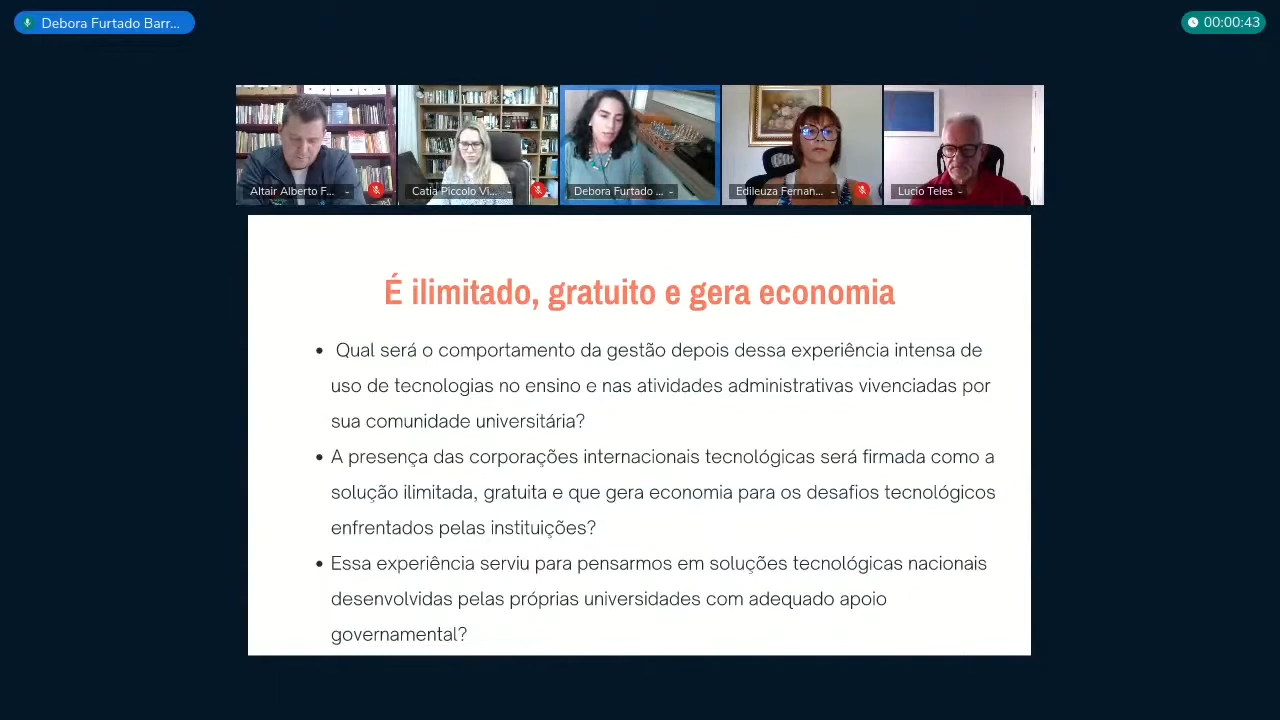 Debora Furtado Barr...
00:00:43
Altair Alberto F...
Catia Piccolo Vi...
Debora Furtado ...
Edileuza Fernan...
Lucio Teles
É ilimitado, gratuito e gera economia
• Qual será o comportamento da gestão depois dessa experiência intensa de
uso de tecnologias no ensino e nas atividades administrativas vivenciadas por
sua comunidade universitária?
• A presença das corporações internacionais tecnológicas será firmada como a
solução ilimitada, gratuita e que gera economia para os desafios tecnológicos
enfrentados pelas instituições?
• Essa experiência serviu para pensarmos em soluções tecnológicas nacionais
desenvolvidas pelas próprias universidades com adequado apoio
governamental?